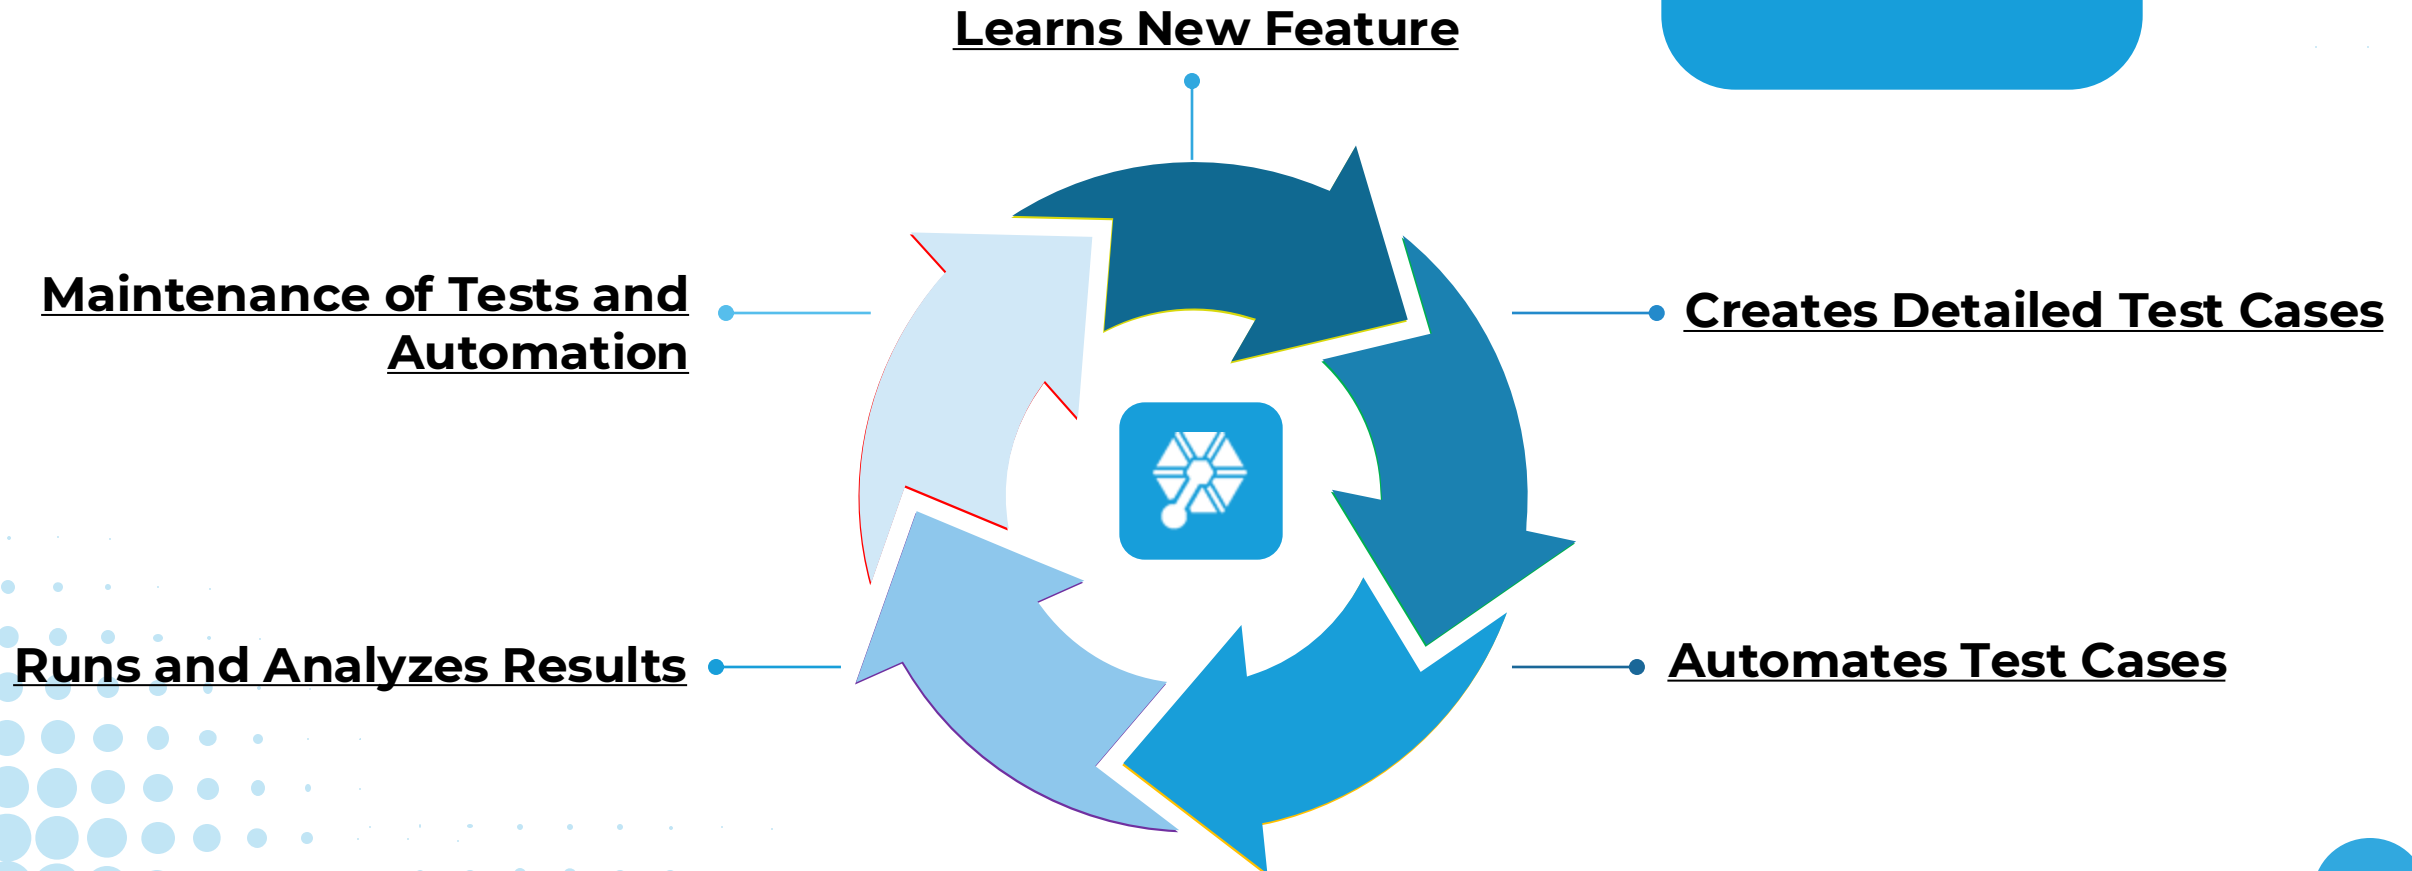 Learns New Feature
Creates Detailed Test Cases
Automates Test Cases
Runs and Analyzes Results
Maintenance of Tests and
Automation